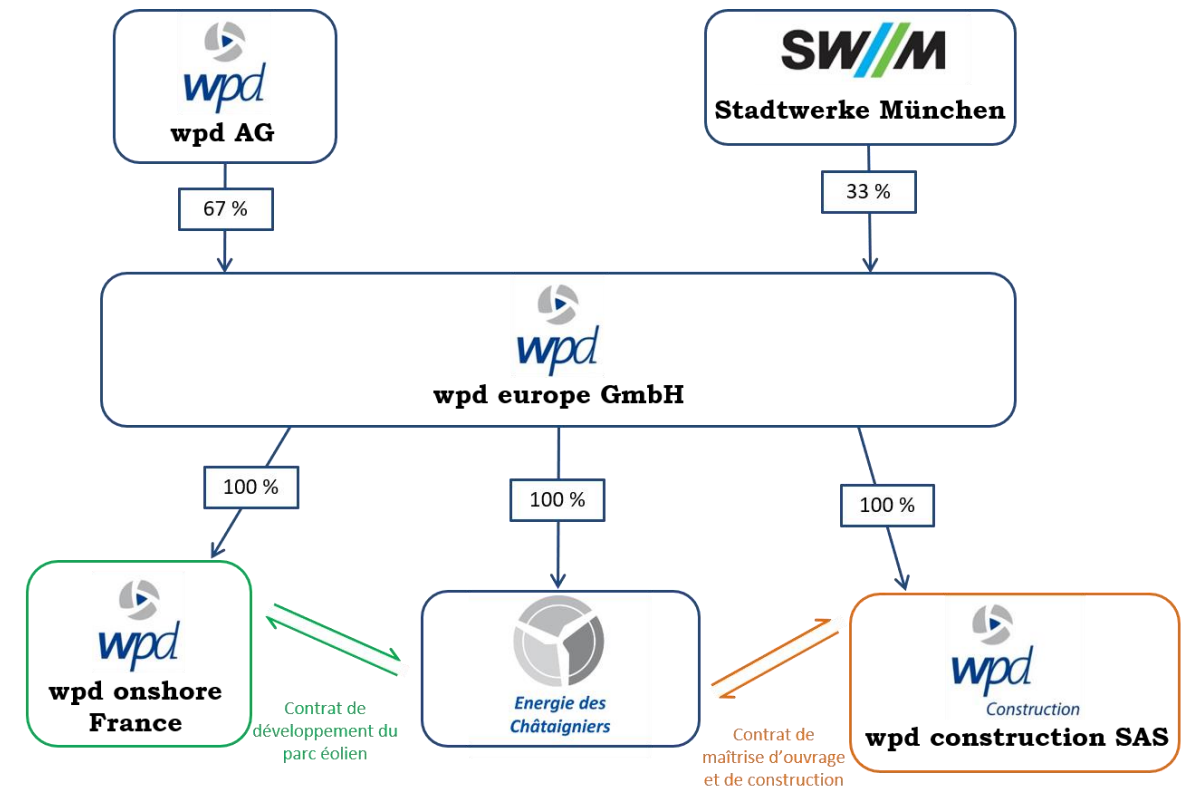 wpd
wpd AG
SW//M
Stadtwerke München
67 %
33 %
wpd
wpd europe GmbH
100 %
100 %
100 %
wpd
wpd onshore
France
Contrat de
développement du
parc éolien
Energie des
Châtaigniers
Contrat de
maîtrise d’ouvrage
et de construction
wpd
Construction
wpd construction SAS